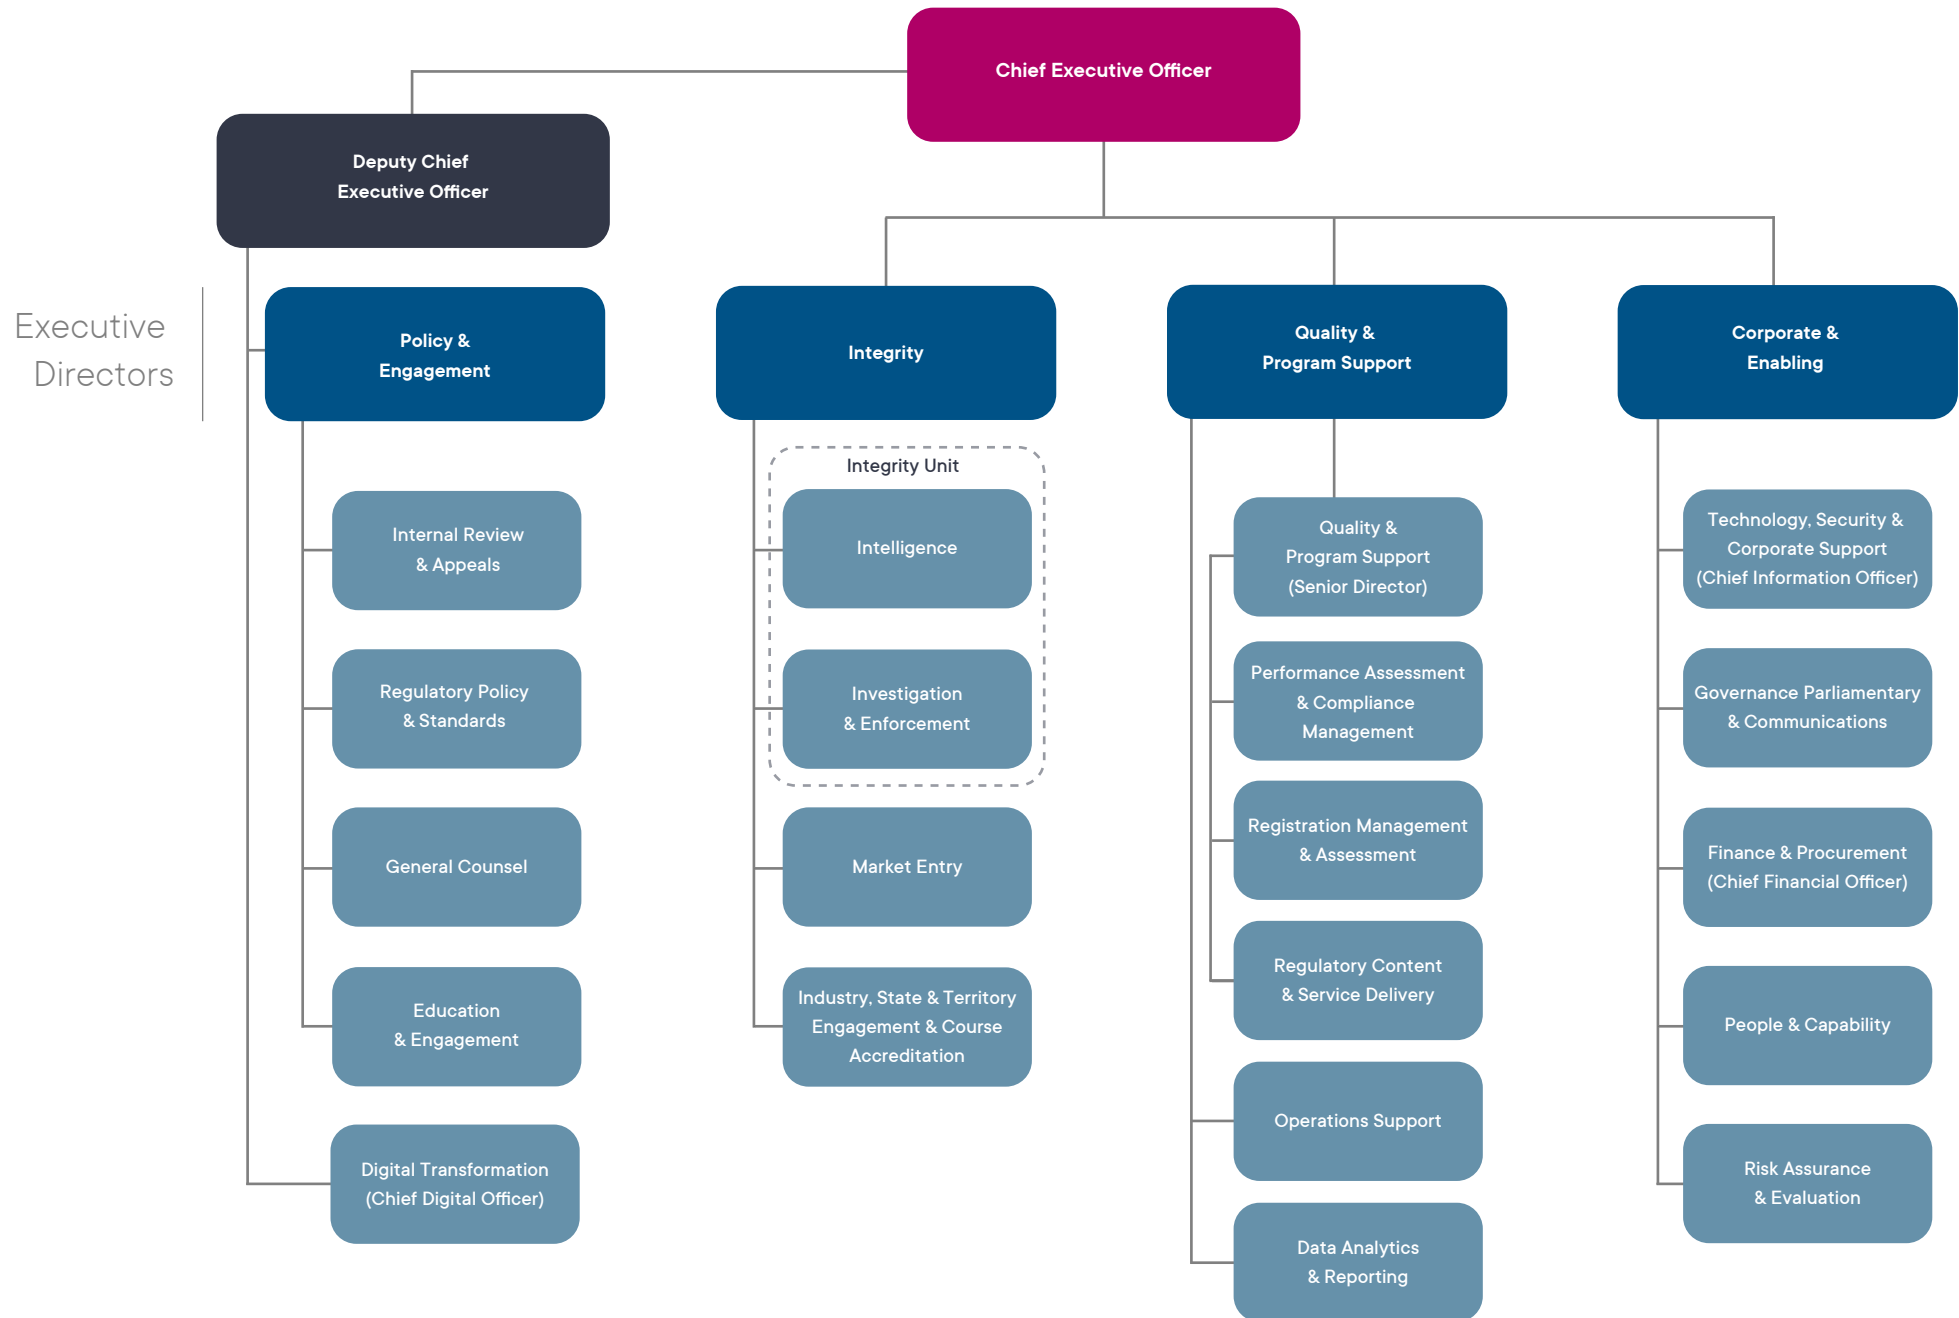 Chief Executive Officer
Deputy Chief
Executive Officer
Executive
Directors
Policy &
Engagement
Internal Review
& Appeals
Regulatory Policy
& Standards
General Counsel
Education
& Engagement
Digital Transformation
(Chief Digital Officer)
Integrity
Integrity Unit
Intelligence
Investigation
& Enforcement
Market Entry
Industry, State & Territory
Engagement & Course
Accreditation
Quality &
Program Support
Quality &
Program Support
(Senior Director)
Performance Assessment
& Compliance
Management
Registration Management
& Assessment
Regulatory Content
& Service Delivery
Operations Support
Data Analytics
& Reporting
Corporate &
Enabling
Technology, Security &
Corporate Support
(Chief Information Officer)
Governance Parliamentary
& Communications
Finance & Procurement
(Chief Financial Officer)
People & Capability
Risk Assurance
& Evaluation